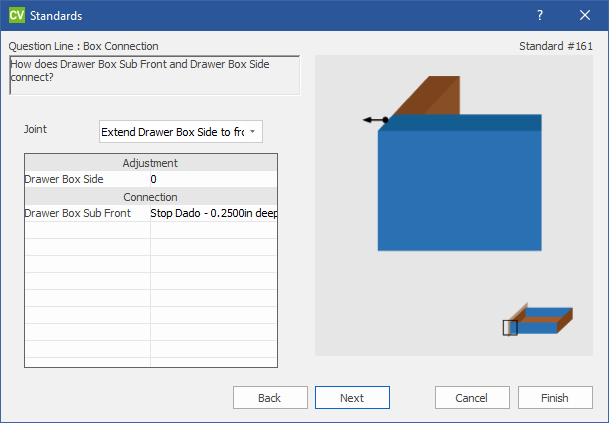 CV Standards ?
Question Line : Box Connection
Standard #161
How does Drawer Box Sub Front and Drawer Box Side
connect?
Joint
Extend Drawer Box Side to fro
Adjustment
Drawer Box Side 0
Connection
Drawer Box Sub Front Stop Dado - 0.2500in deep
Back Next Cancel Finish